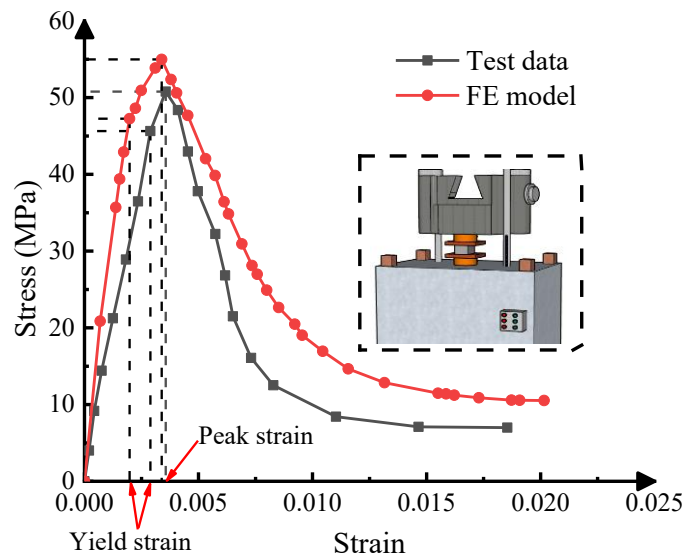 Stress (MPa)
60
50
40
30
20
10
0
Test data
FE model
Peak strain
0.000
0.005
0.010
0.015
0.020
0.025
Yield strain
Strain